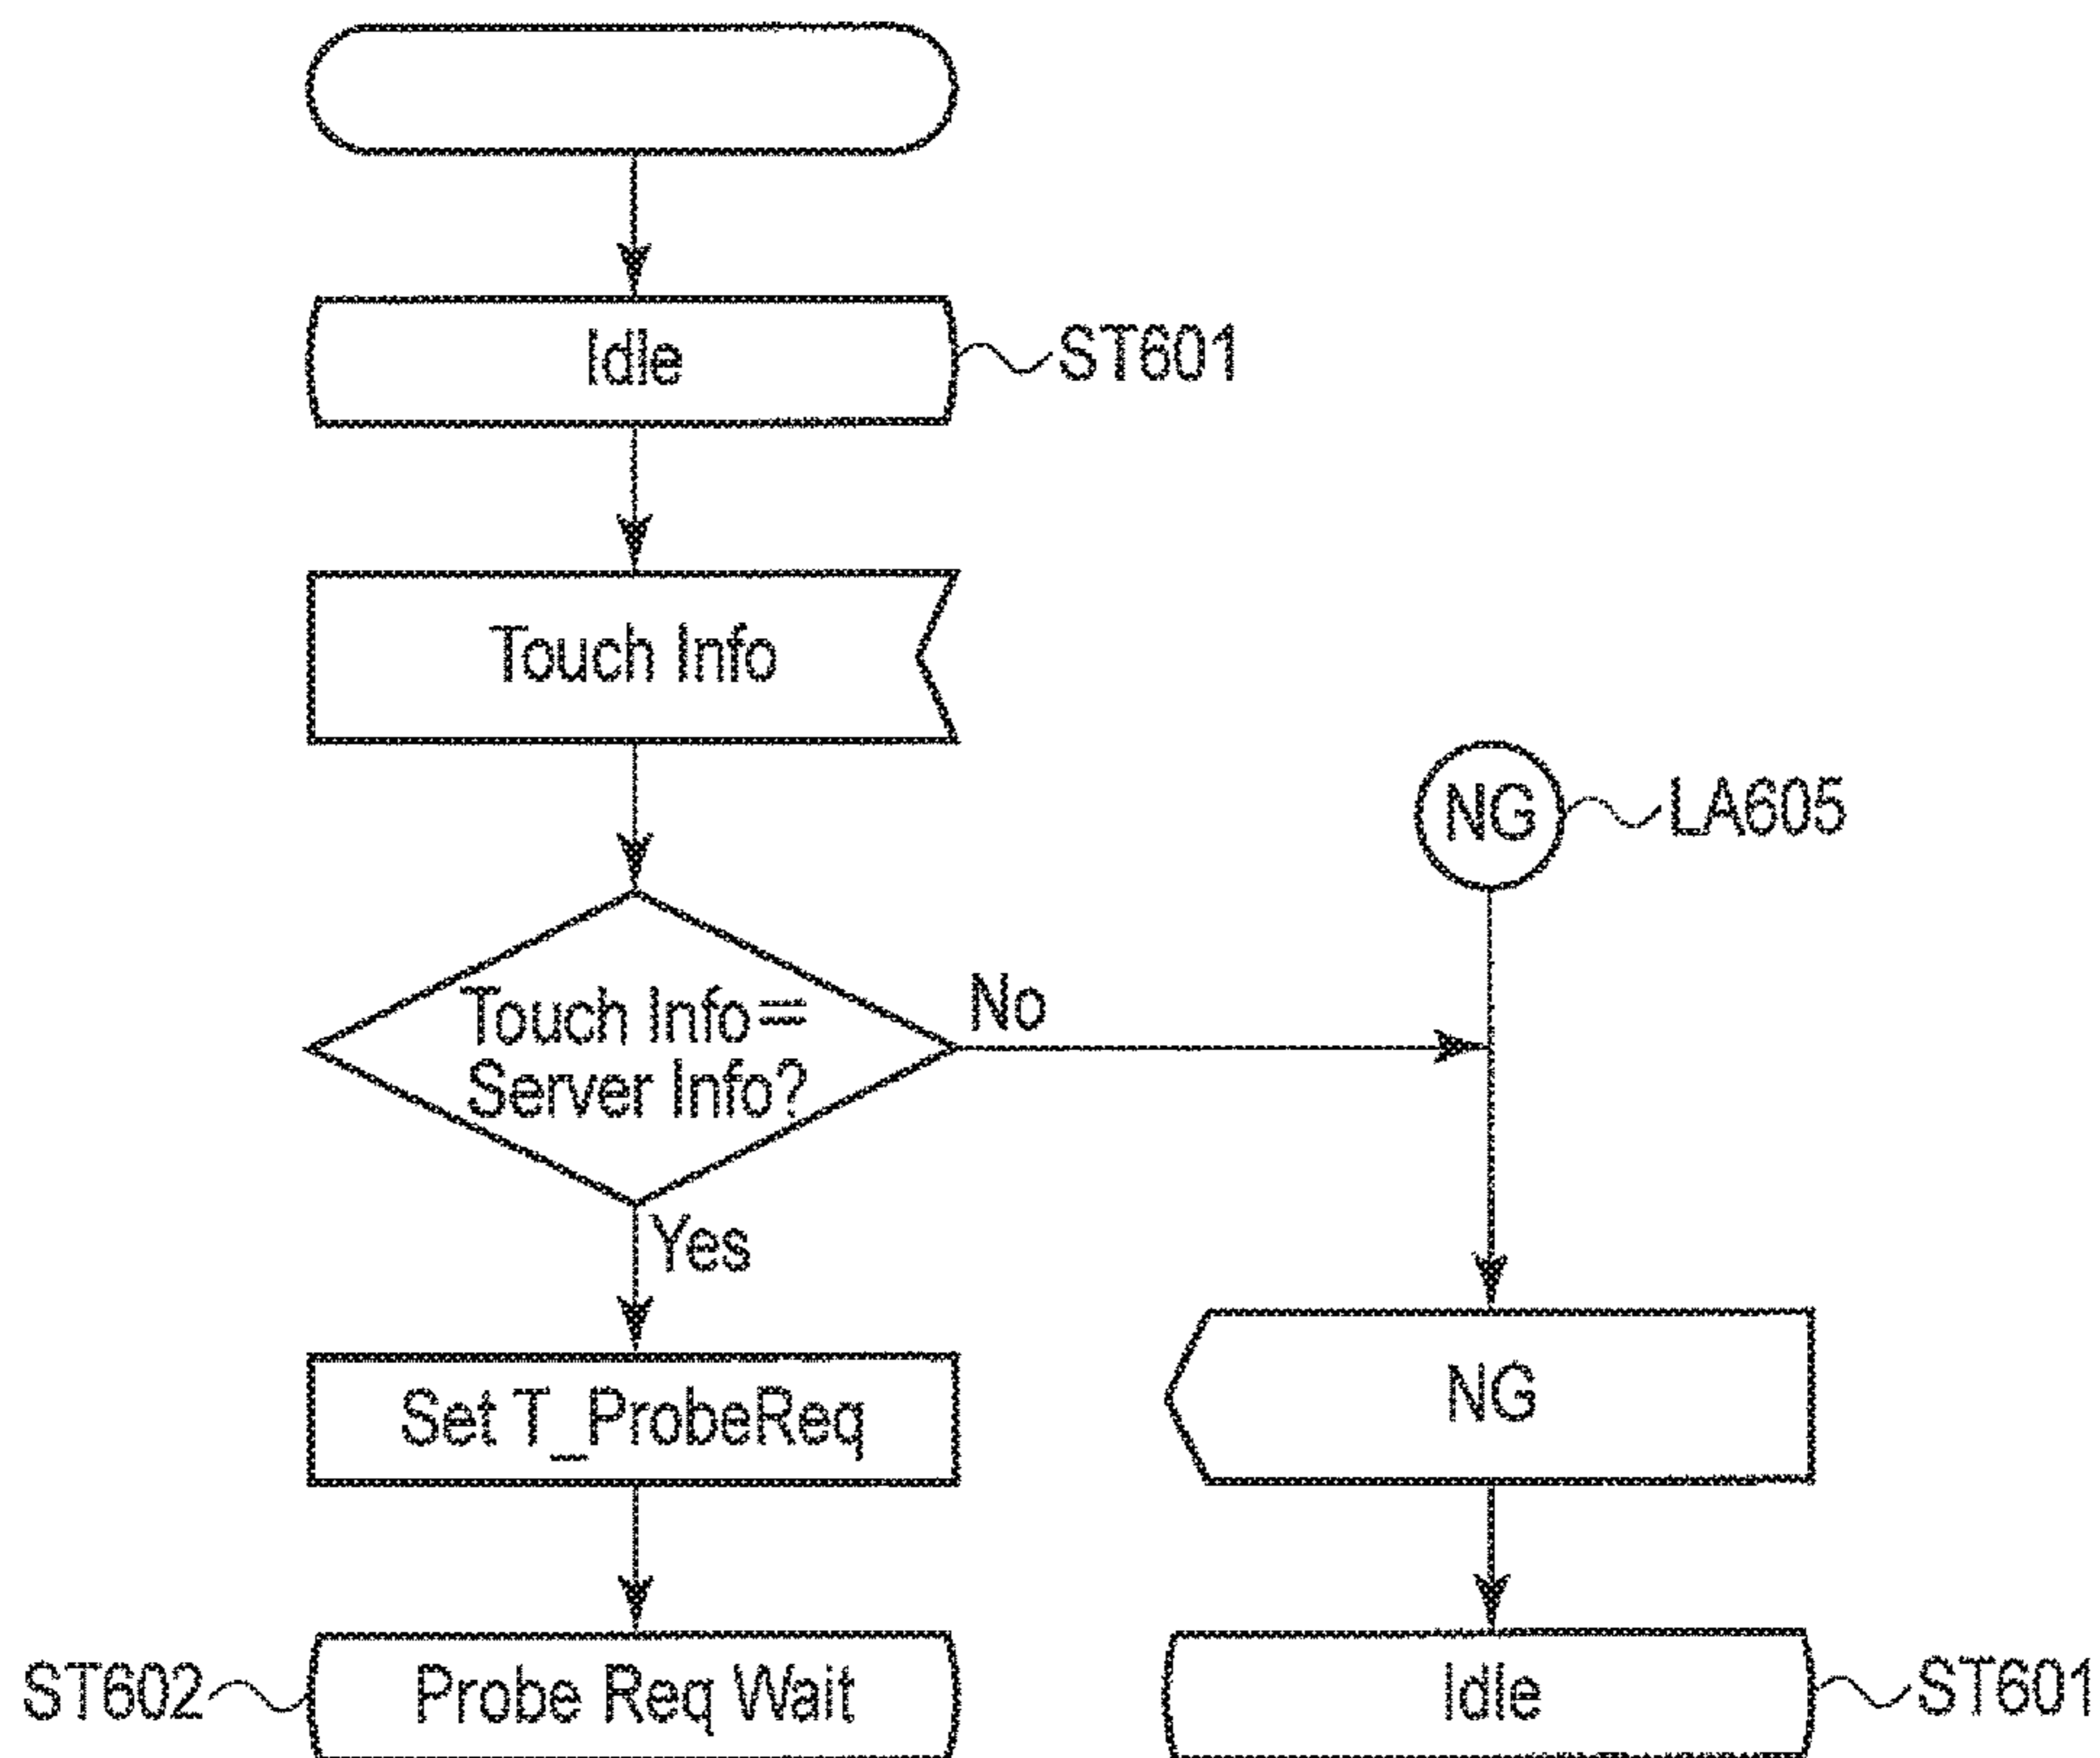 Idle
ST601
Touch Info
NG
LA605
Touch Info=
Server Info?
No
Yes
Set T_ProbeReq
NG
ST602
Probe Req Wait
Idle
ST601